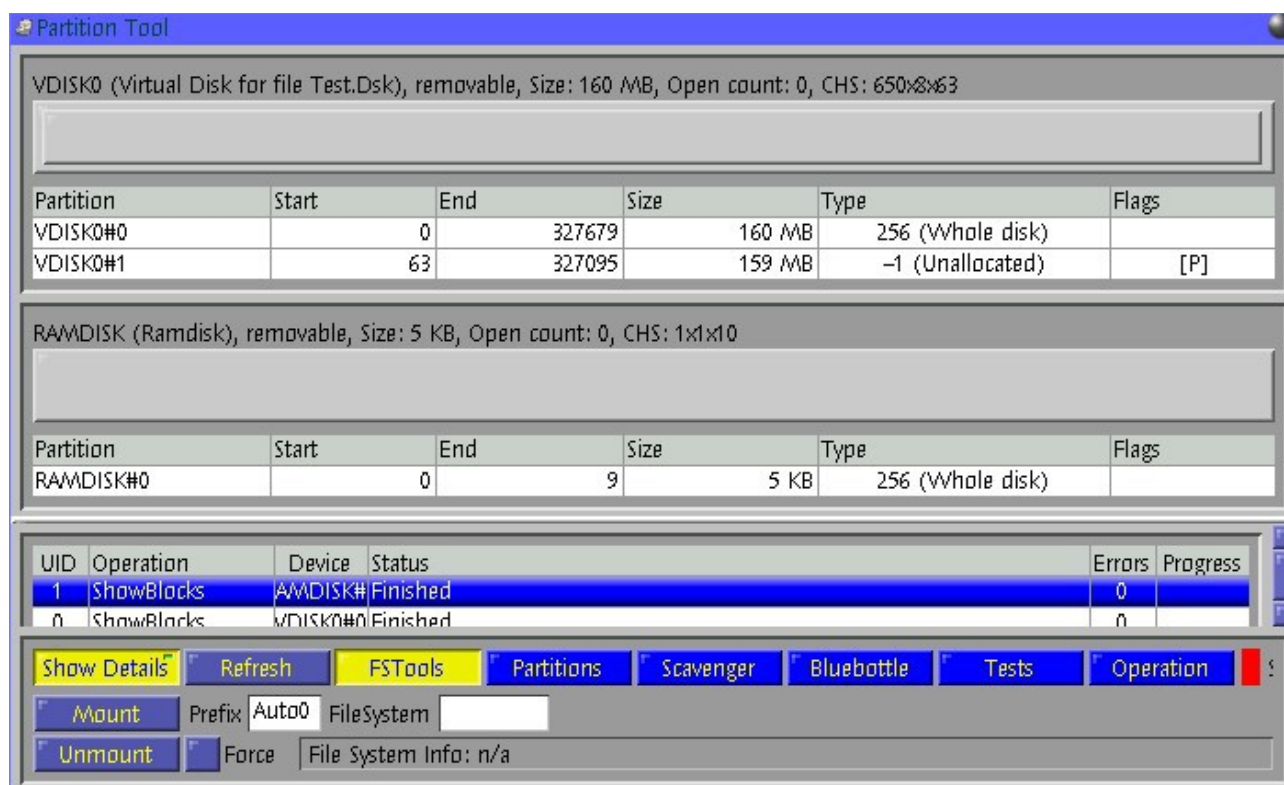 Partition Tool
VDISK0 (Virtual Disk for file Test.Dsk), removable, Size: 160 MB, Open count: 0, CHS: 650x8x63
Partition Start End Size Type Flags
VDISK0#0 0 327679 160 MB 256 (Whole disk)
VDISK0#1 63 327095 159 MB -1 (Unallocated) [P]
RAMDISK (Ramdisk), removable, Size: 5 KB, Open count: 0, CHS: 1x1x10
Partition Start End Size Type Flags
RAMDISK#0 0 9 5 KB 256 (Whole disk)
UID Operation Device Status Errors Progress
1 ShowBlocks AMDISK# Finished 0
0 ShowBlocks VDISK0#0 Finished 0
Show Details Refresh FSTools Partitions Scavenger Bluebottle Tests Operation
Mount Prefix Auto0 FileSystem
Unmount Force File System Info: n/a